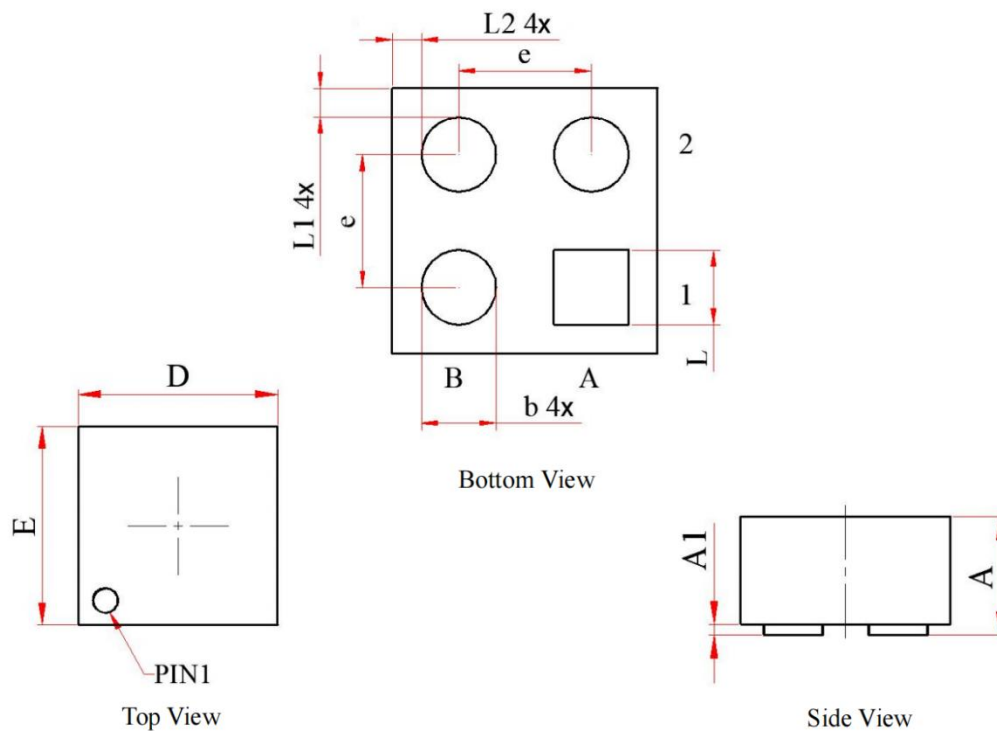 L2 4x
e
2
L1 4x
e
1
L
B
A
b 4x
Bottom View
D
E
PIN1
Top View
A1
A
Side View